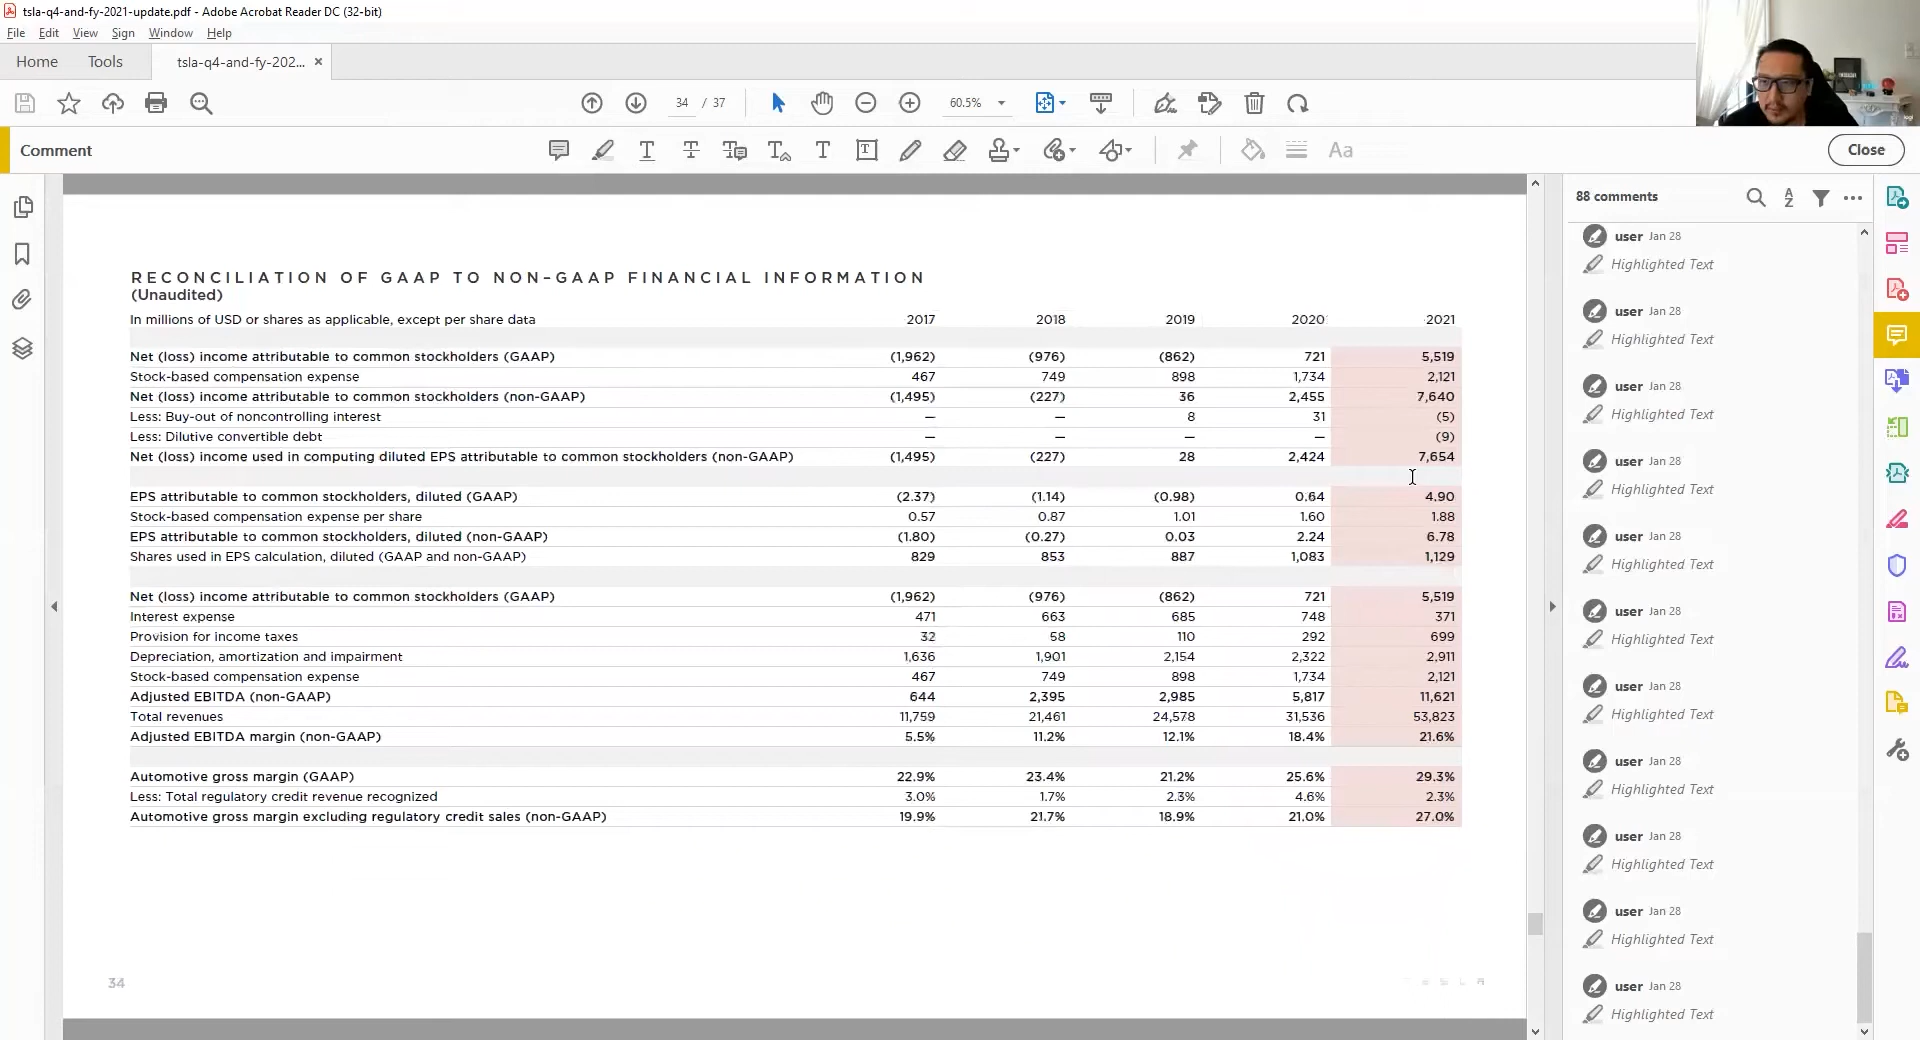 tsla-q4-and-fy-2021-update.pdf - Adobe Acrobat Reader DC (32-bit)
File Edit View Sign Window Help
Home Tools tsla-q4-and-fy-202... ×
34 / 37 60.5%
Comment Close
88 comments
RECONCILIATION OF GAAP TO NON-GAAP FINANCIAL INFORMATION
(Unaudited)
In millions of USD or shares as applicable, except per share data 2017 2018 2019 2020 2021
Net (loss) income attributable to common stockholders (GAAP) (1,962) (976) (862) 721 5,519
Stock-based compensation expense 467 749 898 1,734 2,121
Net (loss) income attributable to common stockholders (non-GAAP) (1,495) (227) 36 2,455 7,640
Less: Buy-out of noncontrolling interest — — 8 31 (5)
Less: Dilutive convertible debt — — — — (9)
Net (loss) income used in computing diluted EPS attributable to common stockholders (non-GAAP) (1,495) (227) 28 2,424 7,654
EPS attributable to common stockholders, diluted (GAAP) (2.37) (1.14) (0.98) 0.64 4.90
Stock-based compensation expense per share 0.57 0.87 1.01 1.60 1.88
EPS attributable to common stockholders, diluted (non-GAAP) (1.80) (0.27) 0.03 2.24 6.78
Shares used in EPS calculation, diluted (GAAP and non-GAAP) 829 853 887 1,083 1,129
Net (loss) income attributable to common stockholders (GAAP) (1,962) (976) (862) 721 5,519
Interest expense 471 663 685 748 371
Provision for income taxes 32 58 110 292 699
Depreciation, amortization and impairment 1,636 1,901 2,154 2,322 2,911
Stock-based compensation expense 467 749 898 1,734 2,121
Adjusted EBITDA (non-GAAP) 644 2,395 2,985 5,817 11,621
Total revenues 11,759 21,461 24,578 31,536 53,823
Adjusted EBITDA margin (non-GAAP) 5.5% 11.2% 12.1% 18.4% 21.6%
Automotive gross margin (GAAP) 22.9% 23.4% 21.2% 25.6% 29.3%
Less: Total regulatory credit revenue recognized 3.0% 1.7% 2.3% 4.6% 2.3%
Automotive gross margin excluding regulatory credit sales (non-GAAP) 19.9% 21.7% 18.9% 21.0% 27.0%
34
user Jan 28
Highlighted Text
user Jan 28
Highlighted Text
user Jan 28
Highlighted Text
user Jan 28
Highlighted Text
user Jan 28
Highlighted Text
user Jan 28
Highlighted Text
user Jan 28
Highlighted Text
user Jan 28
Highlighted Text
user Jan 28
Highlighted Text
user Jan 28
Highlighted Text
user Jan 28
Highlighted Text